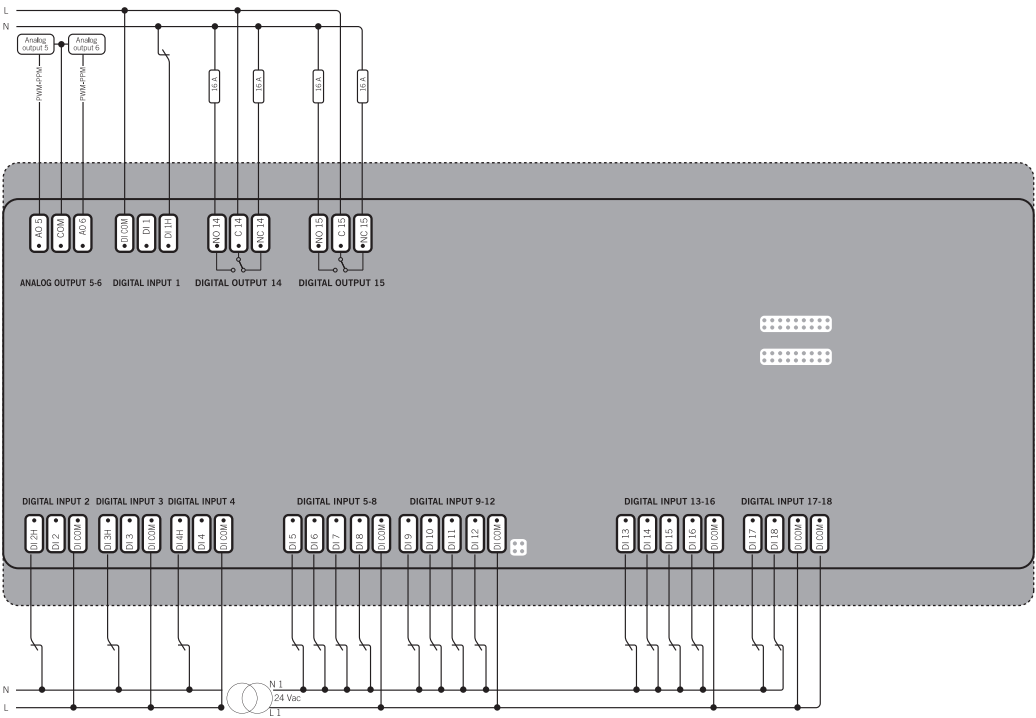 L
N
Analog
output 5
Analog
output 6
PWM-PPM
PWM-PPM
16 A
16 A
16 A
16 A
AO 5
COM
AO 6
DI COM
DI 1
DI 1H
NO 14
C 14
NC 14
NO 15
C 15
NC 15
ANALOG OUTPUT 5-6
DIGITAL INPUT 1
DIGITAL OUTPUT 14
DIGITAL OUTPUT 15
DIGITAL INPUT 2
DIGITAL INPUT 3
DIGITAL INPUT 4
DIGITAL INPUT 5-8
DIGITAL INPUT 9-12
DIGITAL INPUT 13-16
DIGITAL INPUT 17-18
DI 2H
DI 2
DI COM
DI 3H
DI 3
DI COM
DI 4H
DI 4
DI COM
DI 5
DI 6
DI 7
DI 8
DI COM
DI 9
DI 10
DI 11
DI 12
DI COM
DI 13
DI 14
DI 15
DI 16
DI COM
DI 17
DI 18
DI COM
DI COM
N
L
N 1
24 Vac
L 1